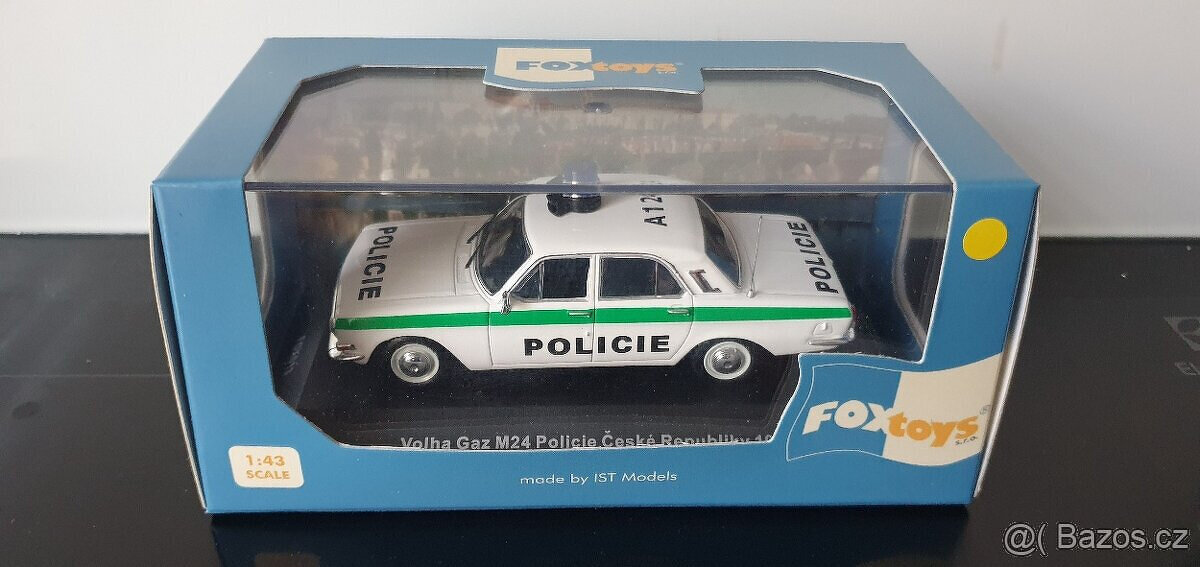 FOXtoys
s.r.o.
A12
POLICIE
POLICIE
POLICIE
Volha Gaz M24 Policie České Republiky
FOXtoys®
s.r.o.
1:43
SCALE
made by IST Models
@( Bazos.cz